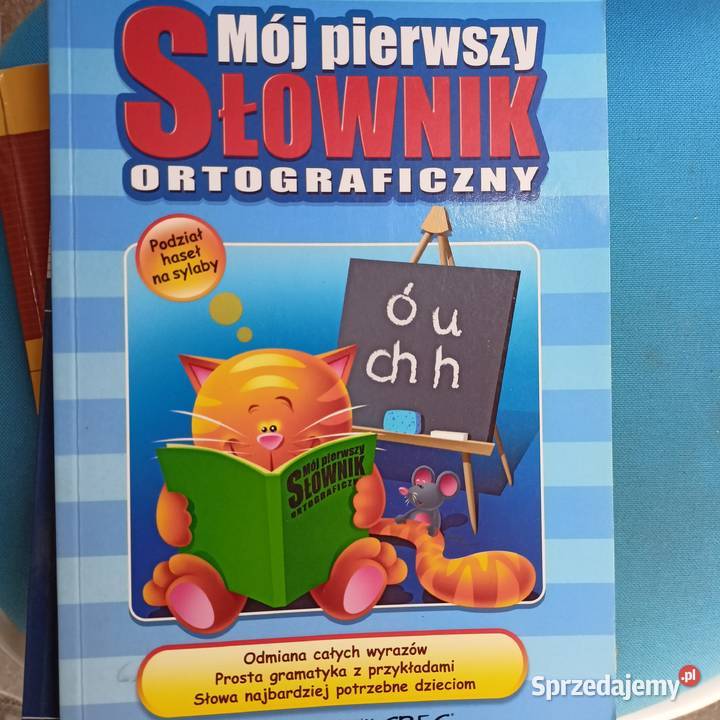 Mój pierwszy
SŁOWNIK
ORTOGRAFICZNY
Podział
haseł
na sylaby
ó u
ch h
Mój pierwszy
SŁOWNIK
ORTOGRAFICZNY
Odmiana całych wyrazów
Prosta gramatyka z przykładami
Słowa najbardziej potrzebne dzieciom
Sprzedajemy.pl